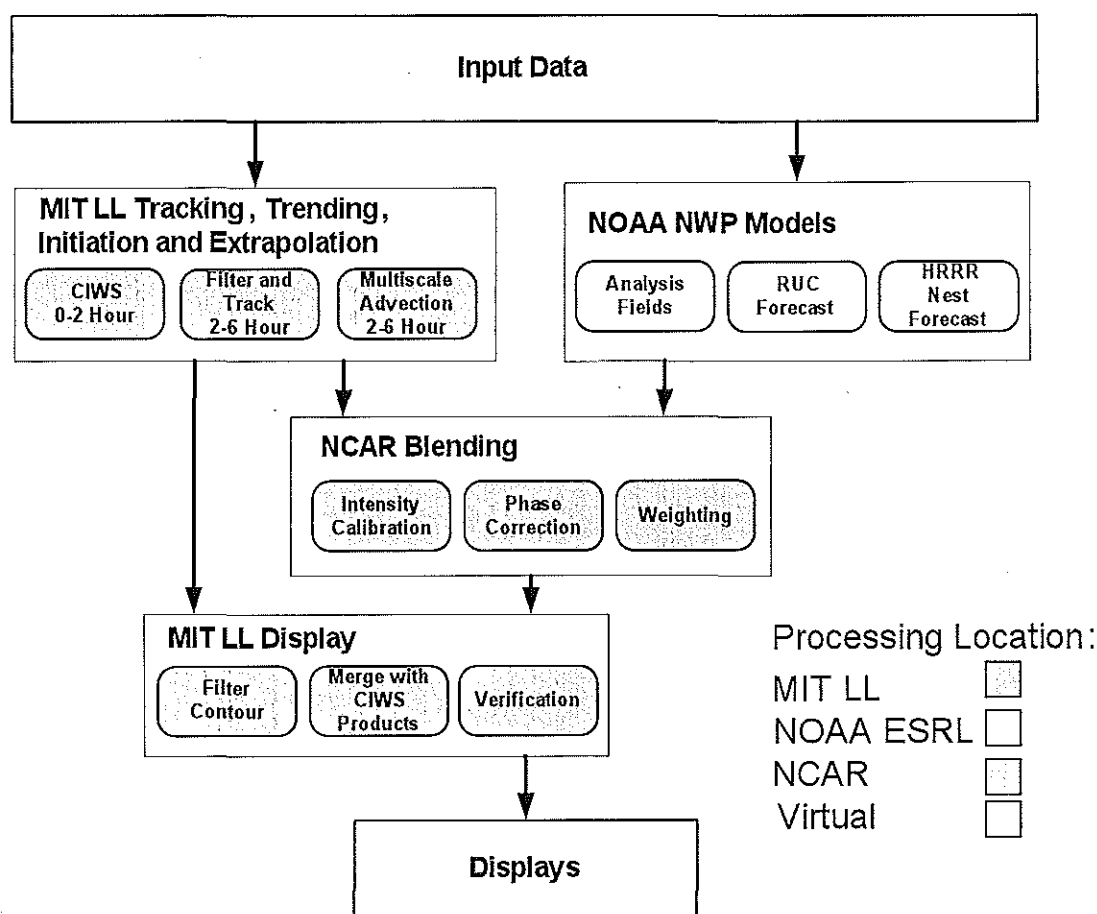 Input Data
MIT LL Tracking, Trending,
Initiation and Extrapolation
CIWS
0-2 Hour
Filter and
Track
2-6 Hour
Multiscale
Advection
2-6 Hour
NOAA NWP Models
Analysis
Fields
RUC
Forecast
HRRR
Nest
Forecast
NCAR Blending
Intensity
Calibration
Phase
Correction
Weighting
MIT LL Display
Filter
Contour
Merge with
CIWS
Products
Verification
Processing Location:
MIT LL
NOAA ESRL
NCAR
Virtual
Displays